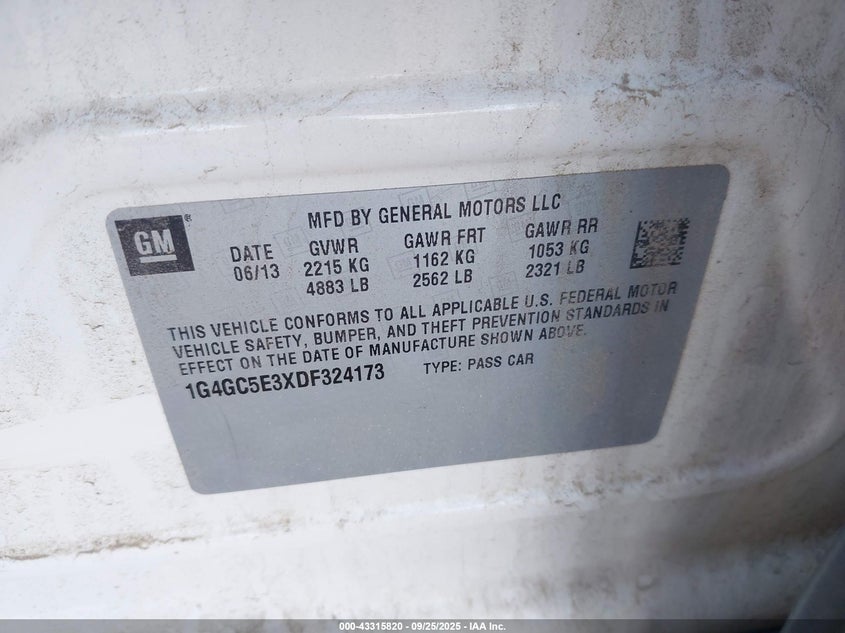 GM
®
MFD BY GENERAL MOTORS LLC
DATE GVWR GAWR FRT GAWR RR
06/13 2215 KG 1162 KG 1053 KG
4883 LB 2562 LB 2321 LB
THIS VEHICLE CONFORMS TO ALL APPLICABLE U.S. FEDERAL MOTOR
VEHICLE SAFETY, BUMPER, AND THEFT PREVENTION STANDARDS IN
EFFECT ON THE DATE OF MANUFACTURE SHOWN ABOVE.
1G4GC5E3XDF324173 TYPE: PASS CAR
000-43315820 - 09/25/2025 - IAA Inc.